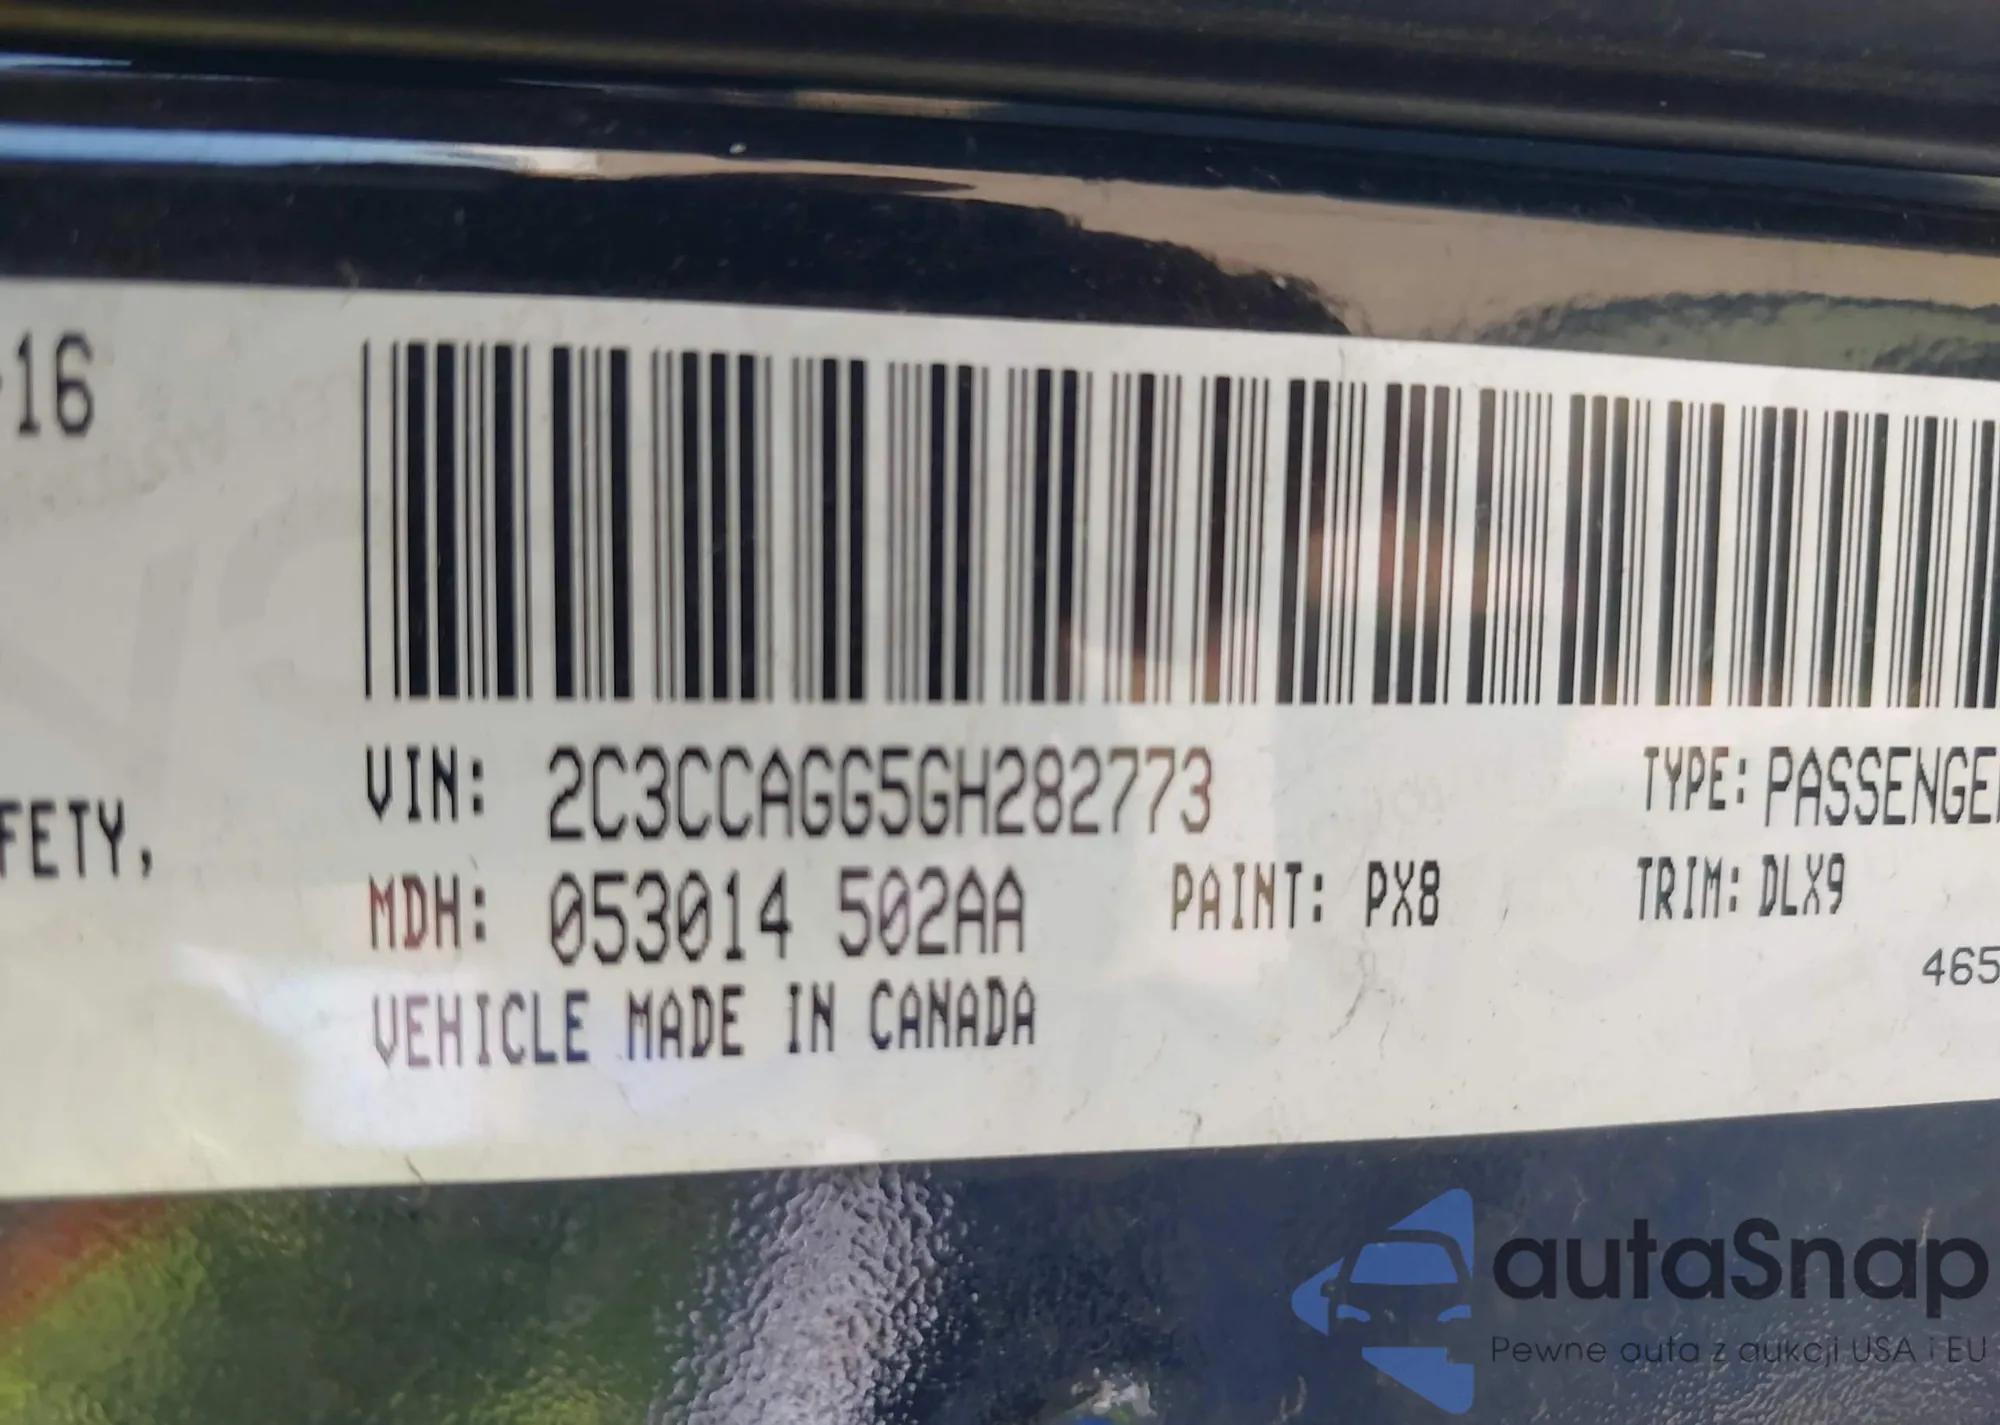 -16
FETY,
VIN: 2C3CCAGG5GH282773
TYPE: PASSENGE
MDH: 053014 502AA
PAINT: PX8
TRIM: DLX9
465
VEHICLE MADE IN CANADA
autaSnap
Pewne auta z aukcji USA i EU